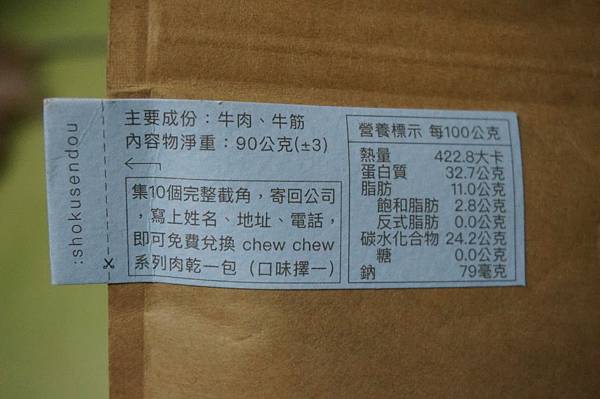 :shokusendou
主要成份：牛肉、牛筋
內容物淨重：90公克(±3)
集10個完整截角，寄回公司
，寫上姓名、地址、電話，
即可免費兌換 chew chew
系列肉乾一包（口味擇一）
營養標示 每100公克
熱量 422.8大卡
蛋白質 32.7公克
脂肪 11.0公克
飽和脂肪 2.8公克
反式脂肪 0.0公克
碳水化合物 24.2公克
糖 0.0公克
鈉 79毫克